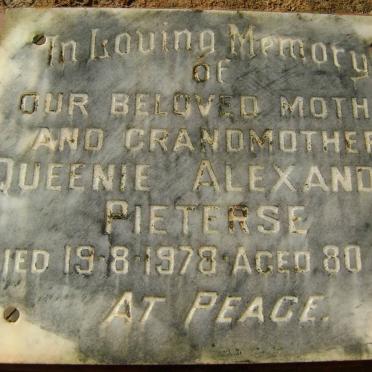 In Loving Memory
of
OUR BELOVED MOTH
AND GRANDMOTHER
QUEENIE ALEXAND
PIETERSE
IED 19·8·1978·AGED 80
AT PEACE.